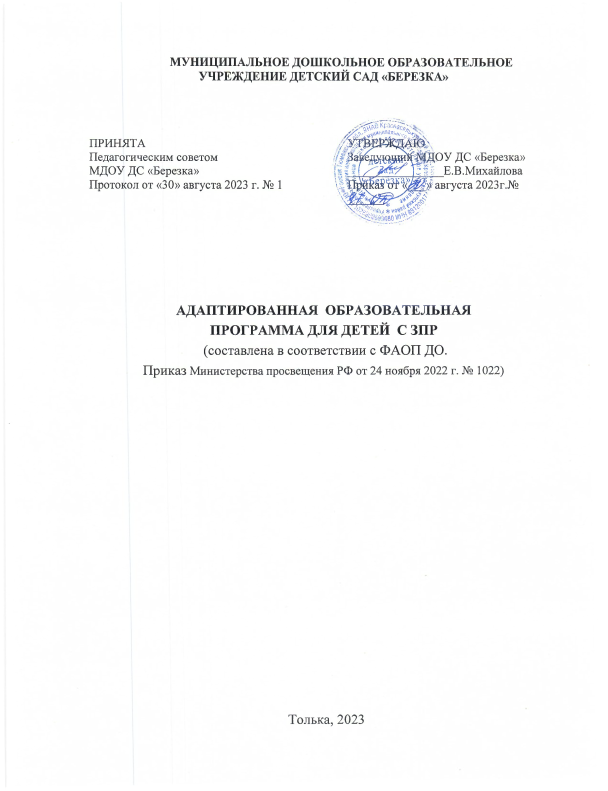 МУНИЦИПАЛЬНОЕ ДОШКОЛЬНОЕ ОБРАЗОВАТЕЛЬНОЕ
УЧРЕЖДЕНИЕ ДЕТСКИЙ САД «БЕРЕЗКА»
ПРИНЯТА
Педагогическим советом
МДОУ ДС «Березка»
Протокол от «30» августа 2023 г. № 1
УТВЕРЖДАЮ
Заведующий МДОУ ДС «Березка»
Е.В.Михайлова
Приказ от « » августа 2023г.№
АДАПТИРОВАННАЯ ОБРАЗОВАТЕЛЬНАЯ
ПРОГРАММА ДЛЯ ДЕТЕЙ С ЗПР
(составлена в соответствии с ФАОП ДО.
Приказ Министерства просвещения РФ от 24 ноября 2022 г. № 1022)
Толька, 2023